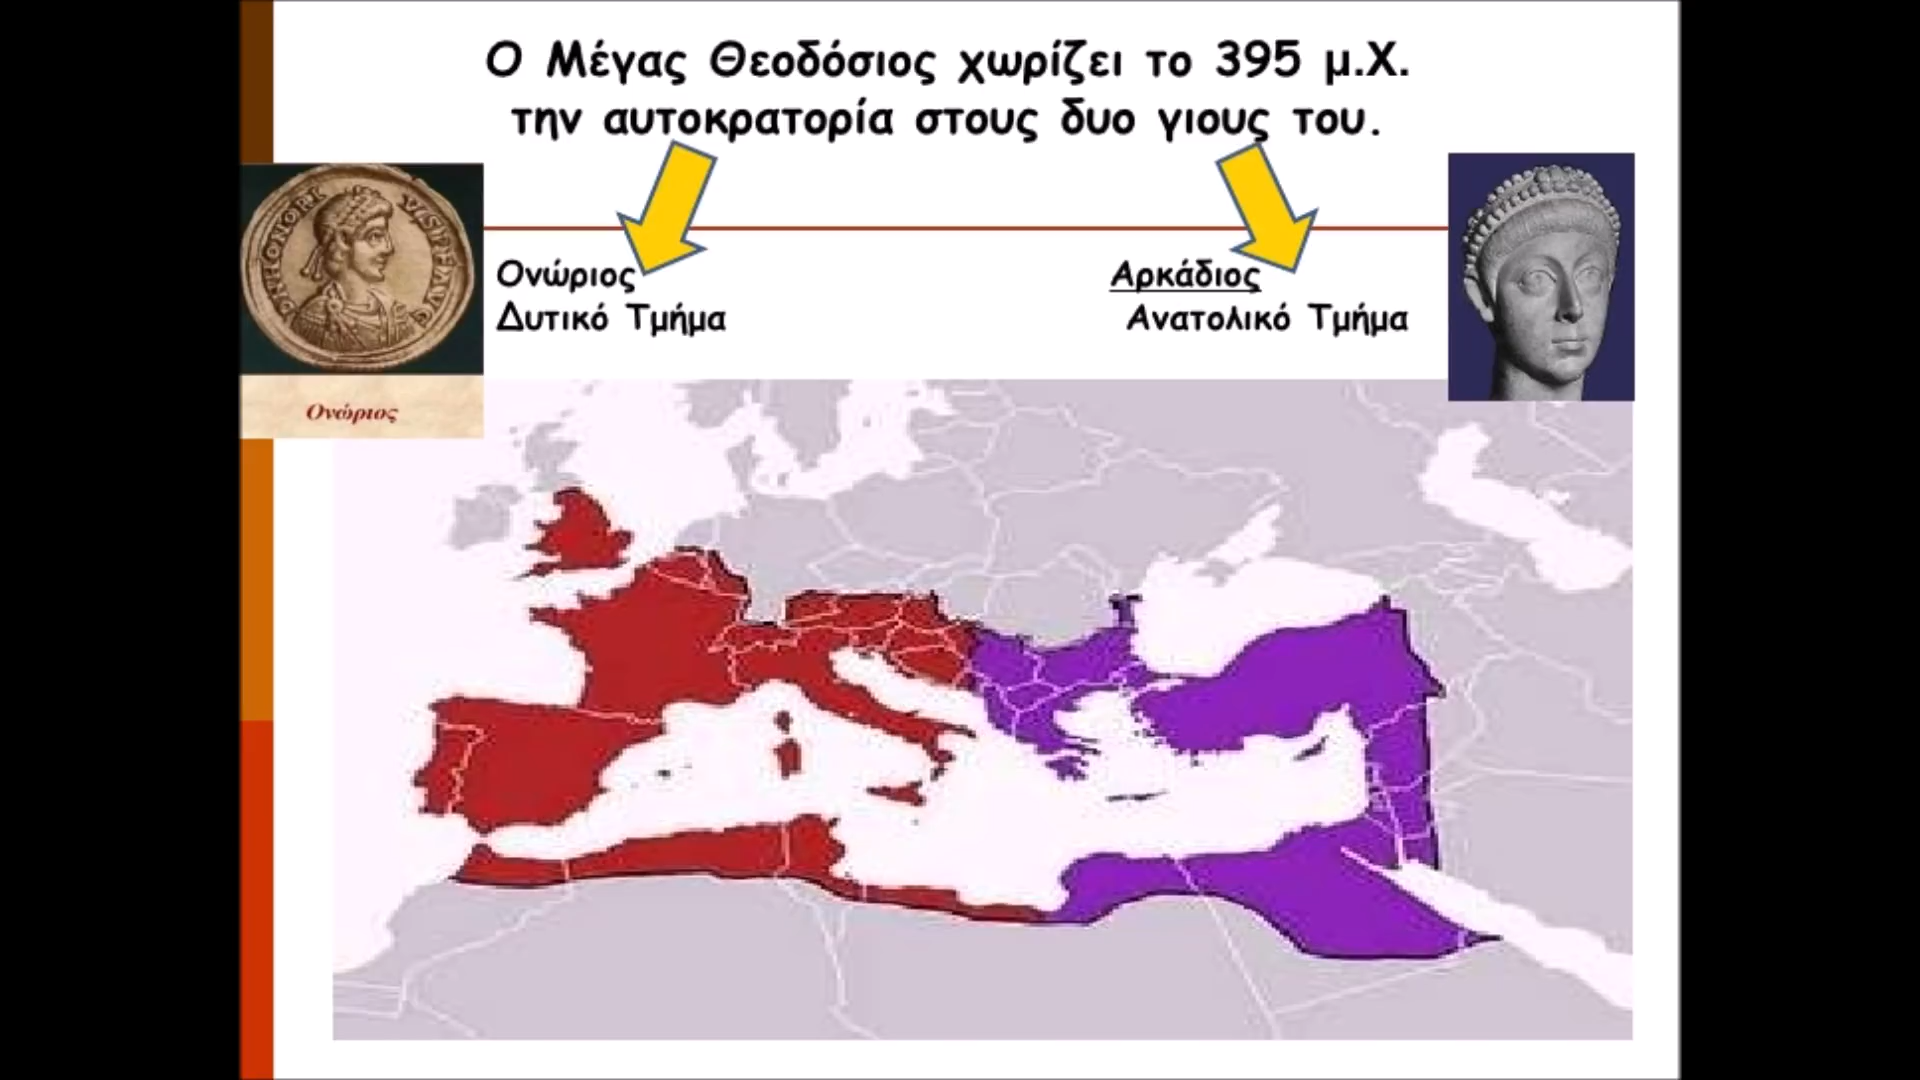 Ο Μέγας Θεοδόσιος χωρίζει το 395 μ.Χ.
την αυτοκρατορία στους δυο γιους του.
Ονώριος
Δυτικό Τμήμα
Αρκάδιος
Ανατολικό Τμήμα
Ονώριος